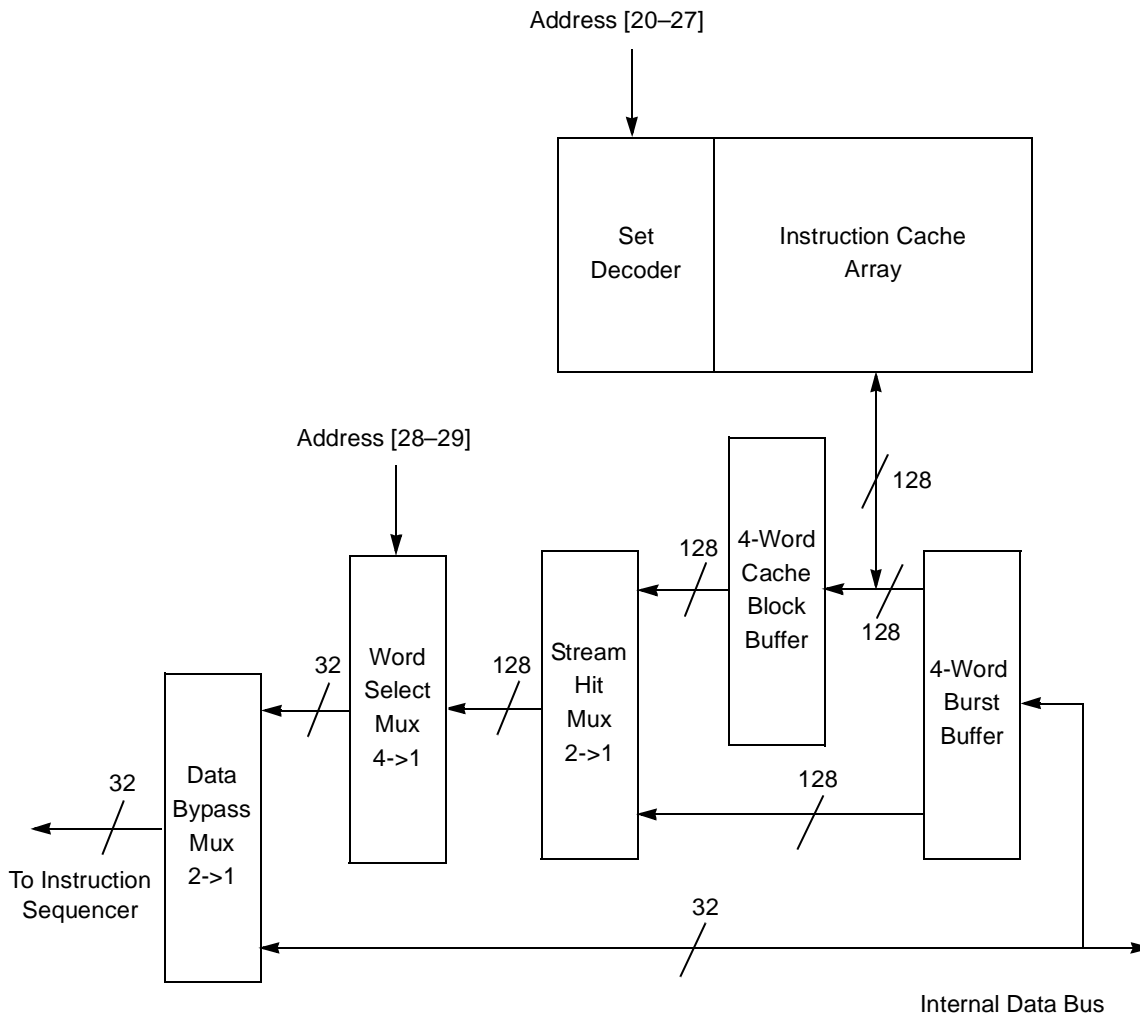 Address [20–27]
Set
Decoder
Instruction Cache
Array
Address [28–29]
128
4-Word
Cache
Block
Buffer
128
128
4-Word
Burst
Buffer
Stream
Hit
Mux
2->1
128
Word
Select
Mux
4->1
32
128
Data
Bypass
Mux
2->1
32
To Instruction
Sequencer
32
Internal Data Bus